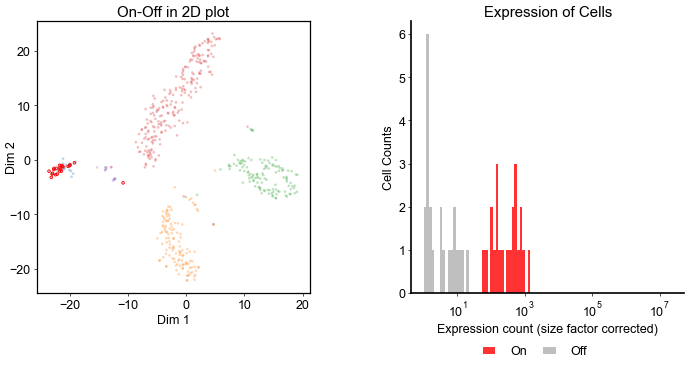 On-Off in 2D plot
Dim 2
20
10
0
−10
−20
−20 −10 0 10 20
Dim 1
Expression of Cells
Cell Counts
6
5
4
3
2
1
0
10^1 10^3 10^5 10^7
Expression count (size factor corrected)
On Off